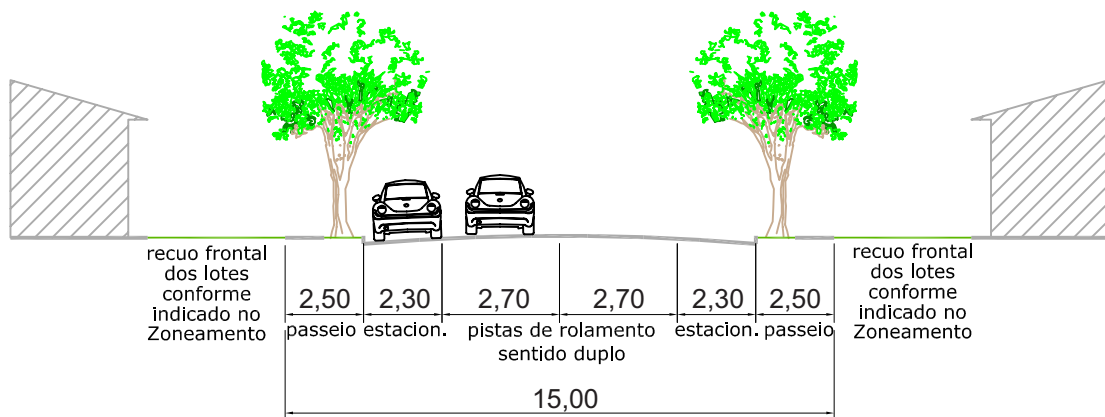 recuo frontal
dos lotes
conforme
indicado no
Zoneamento
2,50 2,30 2,70 2,70 2,30 2,50
passeio estacion. pistas de rolamento estacion. passeio
sentido duplo
15,00
recuo frontal
dos lotes
conforme
indicado no
Zoneamento